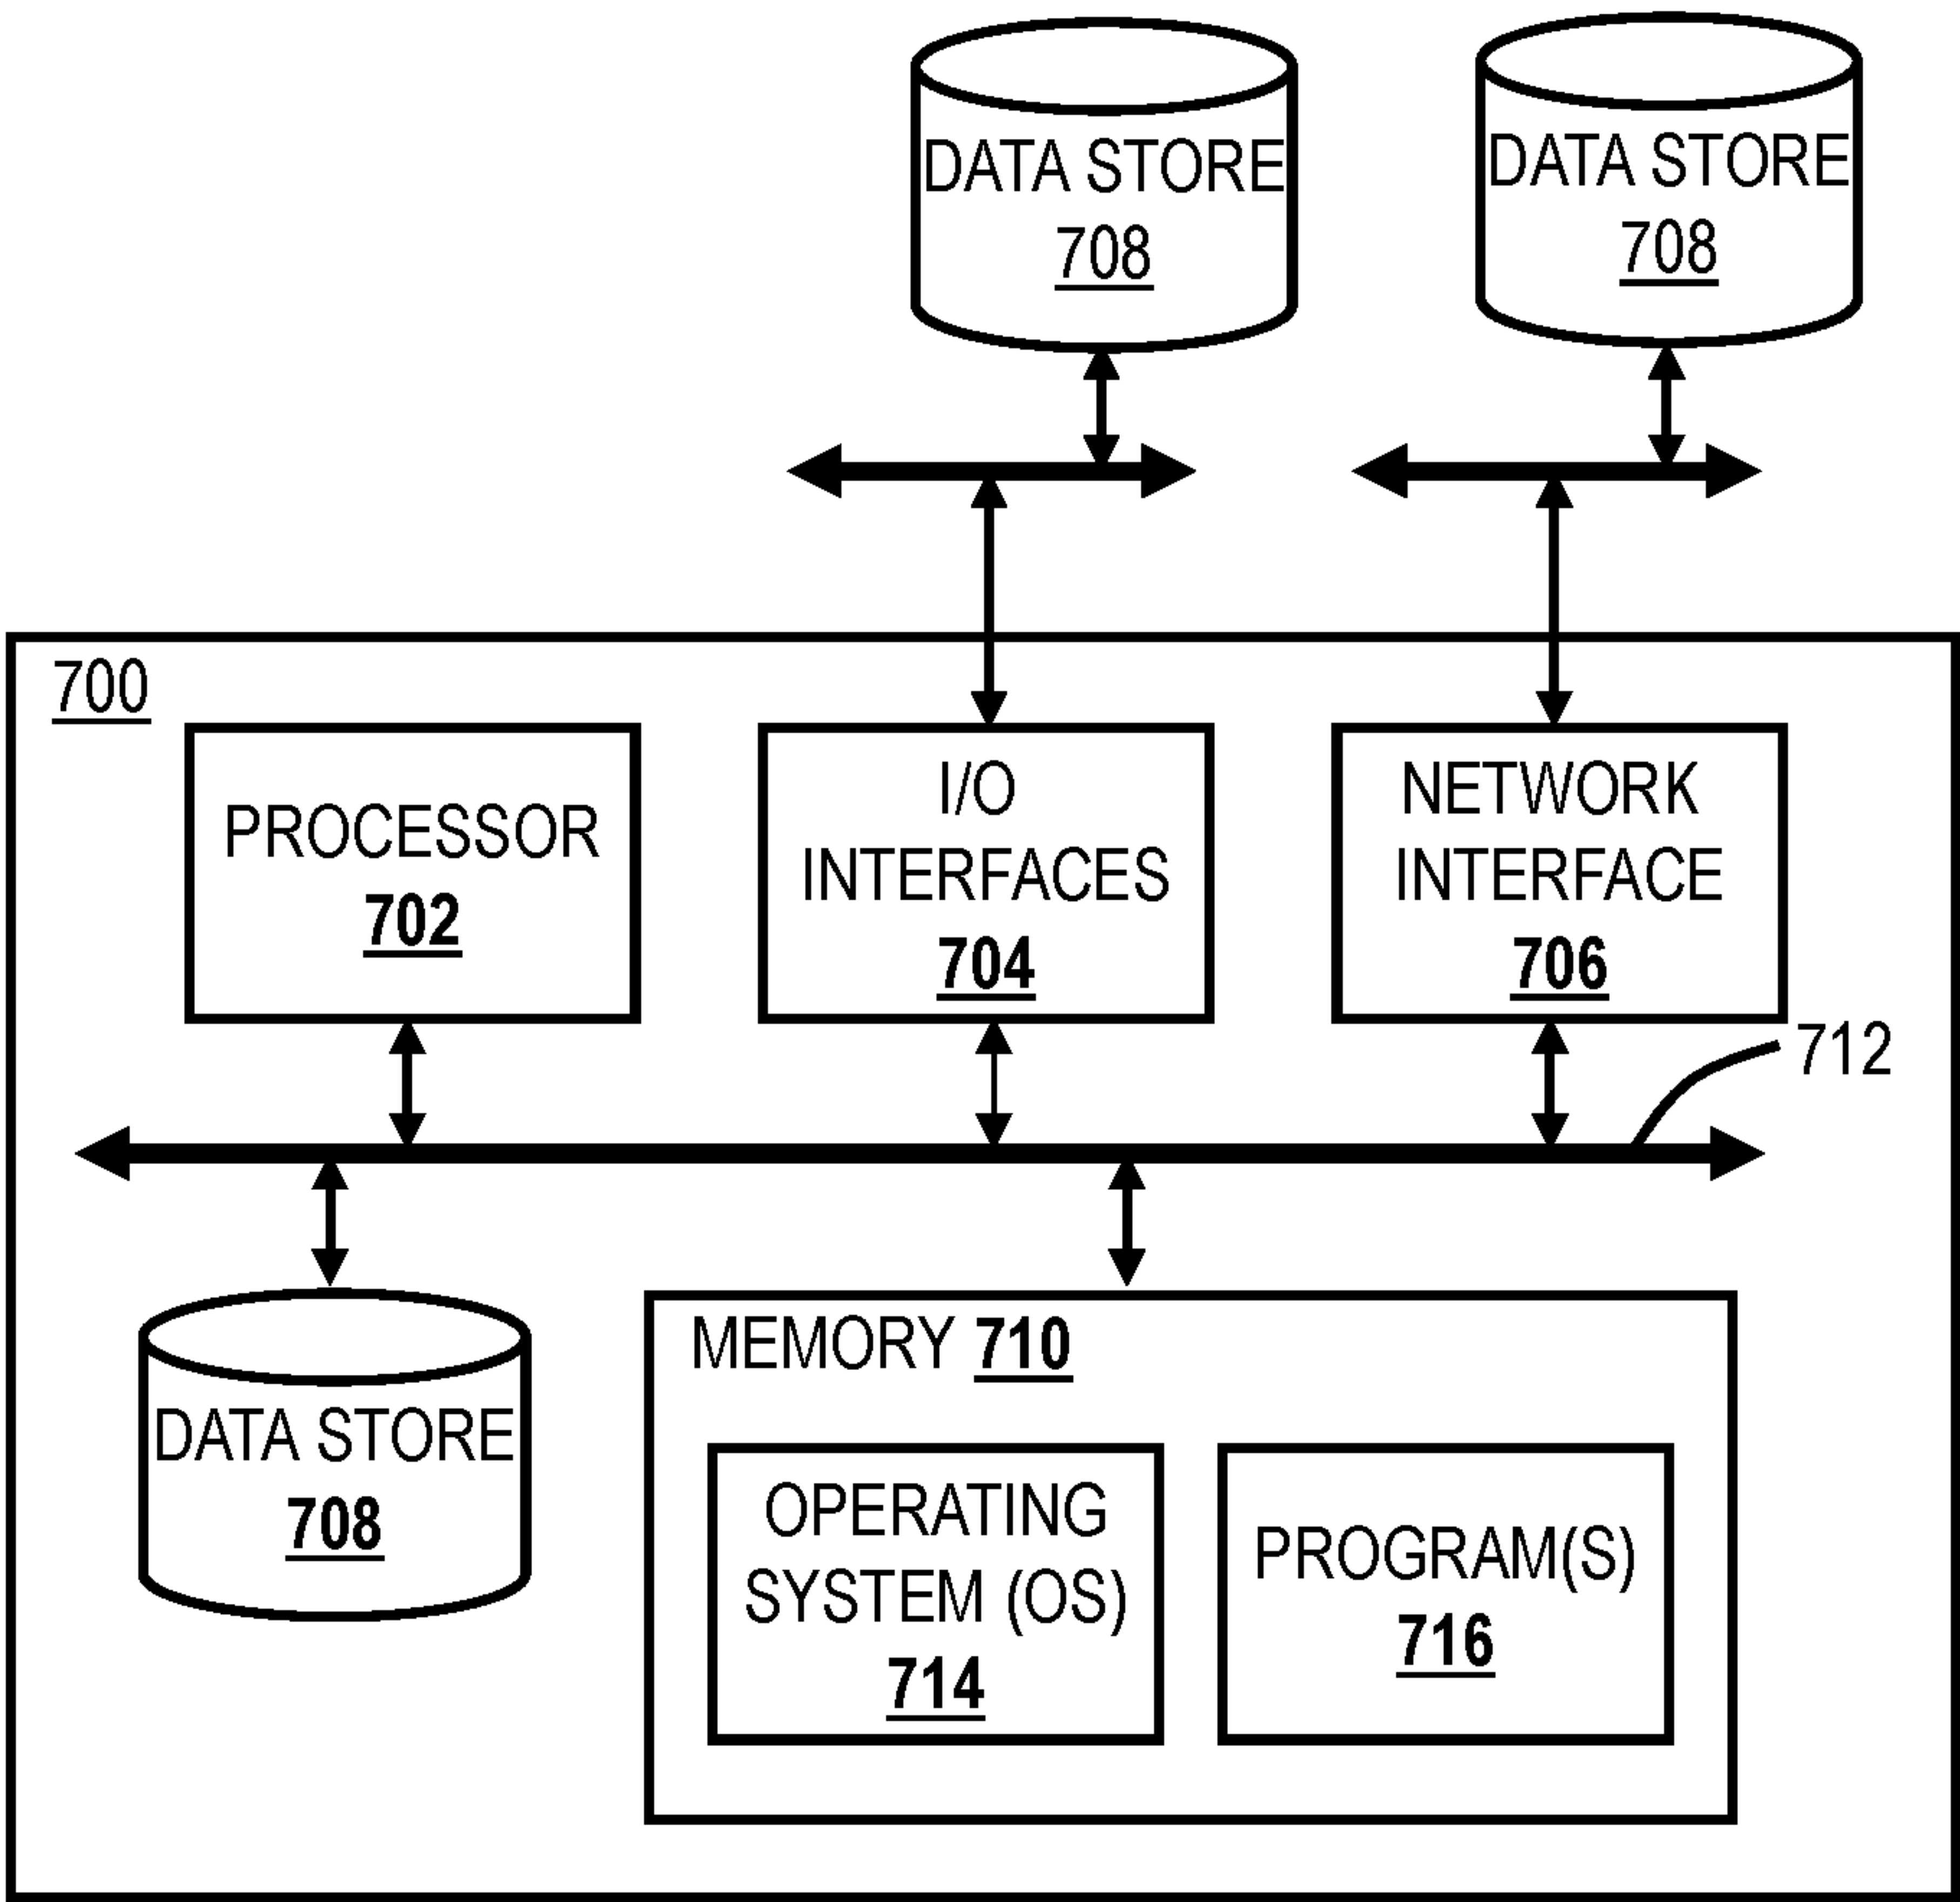 DATA STORE
708
DATA STORE
708
700
PROCESSOR
702
I/O
INTERFACES
704
NETWORK
INTERFACE
706
712
DATA STORE
708
MEMORY 710
OPERATING
SYSTEM (OS)
714
PROGRAM(S)
716